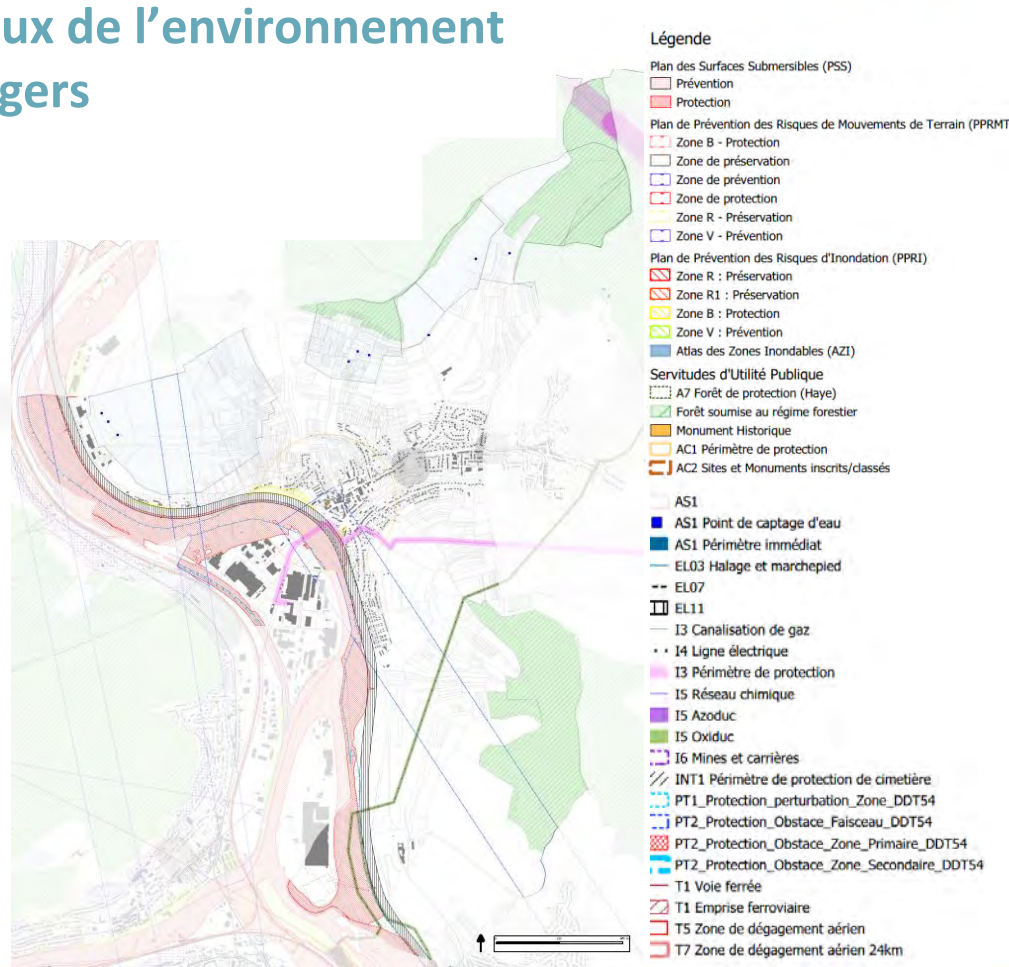 ux de l’environnement
gers
Légende
Plan des Surfaces Submersibles (PSS)
Prévention
Protection
Plan de Prévention des Risques de Mouvements de Terrain (PPRMT
Zone B - Protection
Zone de préservation
Zone de prévention
Zone de protection
Zone R - Préservation
Zone V - Prévention
Plan de Prévention des Risques d'Inondation (PPRI)
Zone R : Préservation
Zone R1 : Préservation
Zone B : Protection
Zone V : Prévention
Atlas des Zones Inondables (AZI)
Servitudes d'Utilité Publique
A7 Forêt de protection (Haye)
Forêt soumise au régime forestier
Monument Historique
AC1 Périmètre de protection
AC2 Sites et Monuments inscrits/classés
AS1
AS1 Point de captage d'eau
AS1 Périmètre immédiat
EL03 Halage et marchepied
EL07
EL11
I3 Canalisation de gaz
I4 Ligne électrique
I3 Périmètre de protection
I5 Réseau chimique
I5 Azoduc
I5 Oxiduc
I6 Mines et carrières
INT1 Périmètre de protection de cimetière
PT1_Protection_perturbation_Zone_DDT54
PT2_Protection_Obstace_Faisceau_DDT54
PT2_Protection_Obstace_Zone_Primaire_DDT54
PT2_Protection_Obstace_Zone_Secondaire_DDT54
T1 Voie ferrée
T1 Emprise ferroviaire
T5 Zone de dégagement aérien
T7 Zone de dégagement aérien 24km